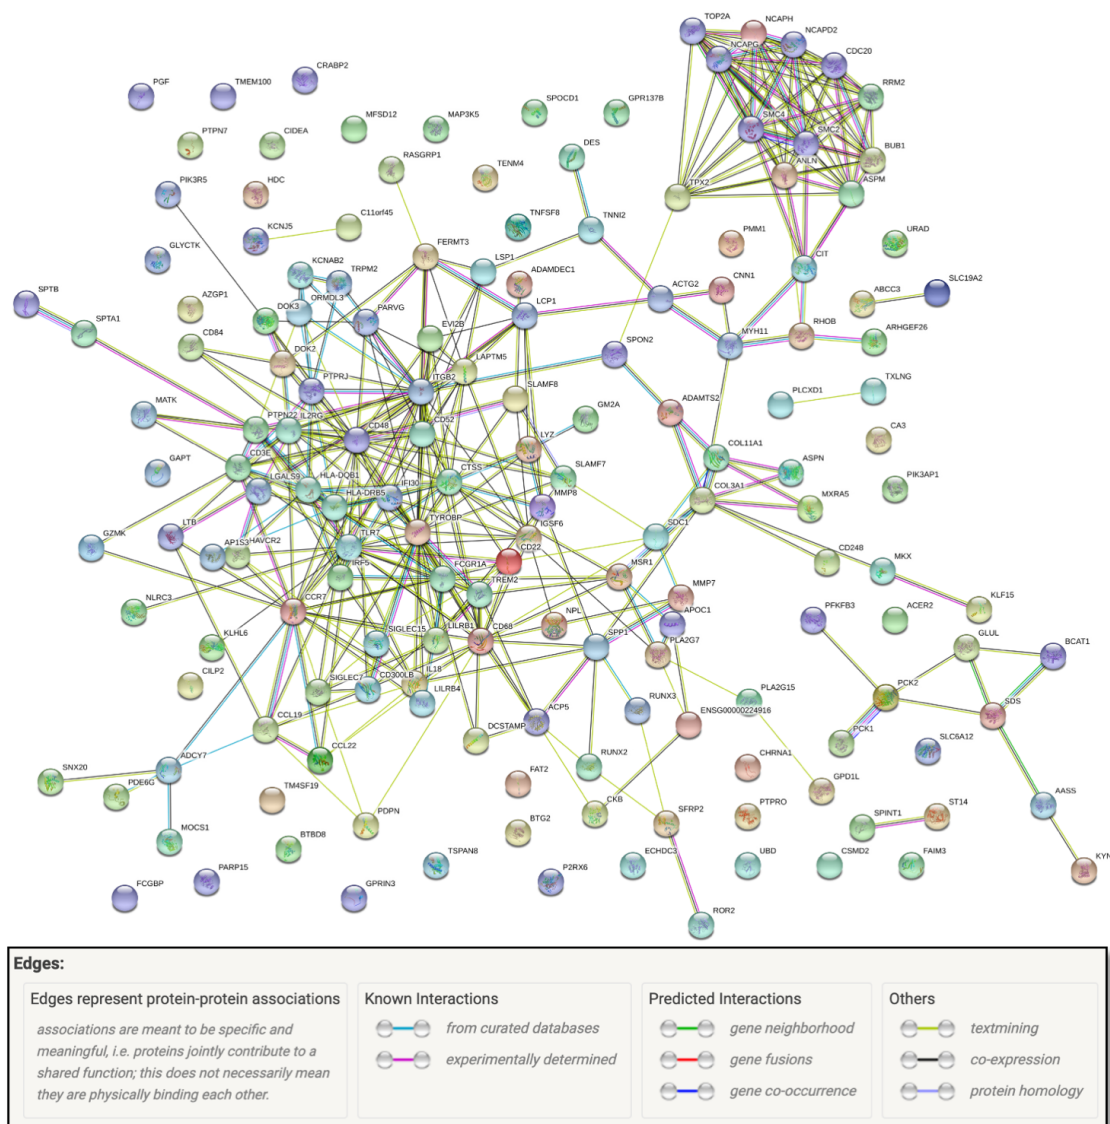 TOP2A
NCAPH
NCAPD2
NCAPG
CDC20
RRM2
SMC4
SMC2
BUB1
ANLN
ASPM
TPX2
CRABP2
PGF
TMEM100
MFSD12
MAP3K5
SPOCD1
GPR137B
PTPN7
CIDEA
DES
RASGRP1
TENM4
PIK3R5
HDC
C11orf45
TNFSF8
TNNI2
PMM1
URAD
KCNJ5
GLYCTK
FERMT3
LSP1
ADAMDEC1
CIT
KCNAB2
TRPM2
ACTG2
CNN1
ABCC3
SLC19A2
SPTB
ORMDL3
AZGP1
DOK3
PARVG
LCP1
SPTA1
EVI2B
MYH11
RHOB
ARHGEF26
CD84
DOK2
LAPTM5
SPON2
PTPRJ
ITGB2
PLCXD1
TXLNG
SLAMF8
MATK
ADAMTS2
GM2A
PTPN22
IL2RG
CD48
CD52
LYZ
CA3
COL11A1
CD3E
GAPT
LGALS9
HLA-DQB1
IFI30
CTSS
SLAMF7
ASPN
HLA-DRB5
COL3A1
PIK3AP1
MMP8
MXRA5
LTB
TYROBP
IGSF6
SDC1
GZMK
AP1S3
HAVCR2
TLR7
CD22
CD248
MKX
IRF5
FCGR1A
TREM2
MSR1
MMP7
KLF15
NLRC3
CCR7
NPL
APOC1
PFKFB3
ACER2
KLHL6
SIGLEC15
LILRB1
CD68
SPP1
PLA2G7
GLUL
BCAT1
CILP2
SIGLEC7
CD300LB
IL18
LILRB4
RUNX3
PLA2G15
PCK2
SDS
CCL19
DCSTAMP
ACP5
ENSG00000224916
PCK1
SLC6A12
CCL22
ADCY7
RUNX2
CHRNA1
SNX20
PDE6G
TM4SF19
FAT2
GPD1L
AASS
PDPN
CKB
SFRP2
PTPRO
SPINT1
ST14
MOCS1
BTBD8
BTG2
TSPAN8
ECHDC3
UBD
CSMD2
FAIM3
KYN
PARP15
P2RX6
FCGBP
GPRIN3
ROR2
Edges:
Edges represent protein-protein associations
associations are meant to be specific and
meaningful, i.e. proteins jointly contribute to a
shared function; this does not necessarily mean
they are physically binding each other.
Known Interactions
from curated databases
experimentally determined
Predicted Interactions
gene neighborhood
gene fusions
gene co-occurrence
Others
textmining
co-expression
protein homology